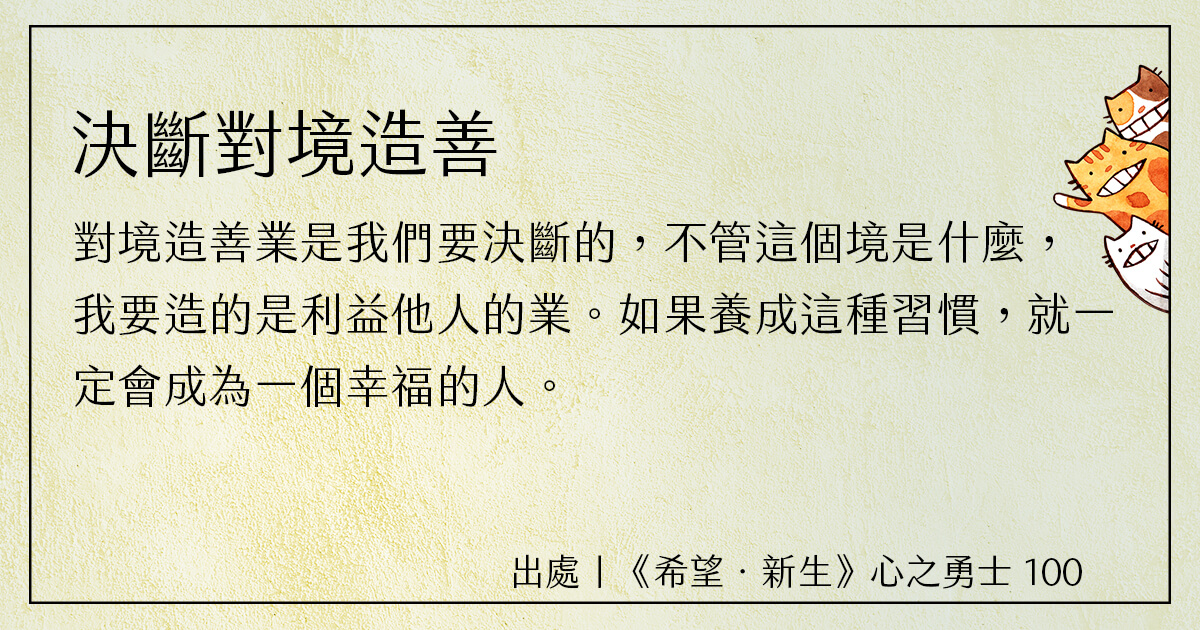 決斷對境造善
對境造善業是我們要決斷的，不管這個境是什麼，
我要造的是利益他人的業。如果養成這種習慣，就一
定會成為一個幸福的人。
出處丨《希望．新生》心之勇士 100